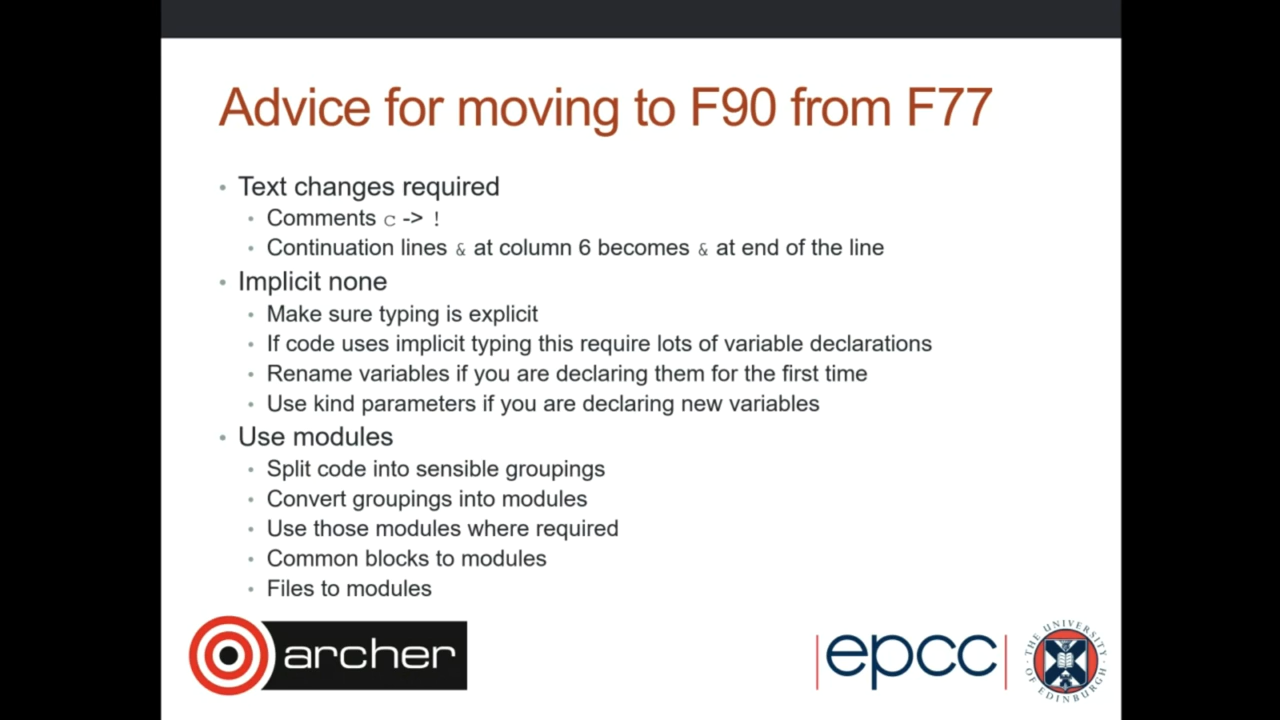 Advice for moving to F90 from F77
• Text changes required
• Comments c -> !
• Continuation lines & at column 6 becomes & at end of the line
• Implicit none
• Make sure typing is explicit
• If code uses implicit typing this require lots of variable declarations
• Rename variables if you are declaring them for the first time
• Use kind parameters if you are declaring new variables
• Use modules
• Split code into sensible groupings
• Convert groupings into modules
• Use those modules where required
• Common blocks to modules
• Files to modules
archer
epcc
THE UNIVERSITY OF EDINBURGH